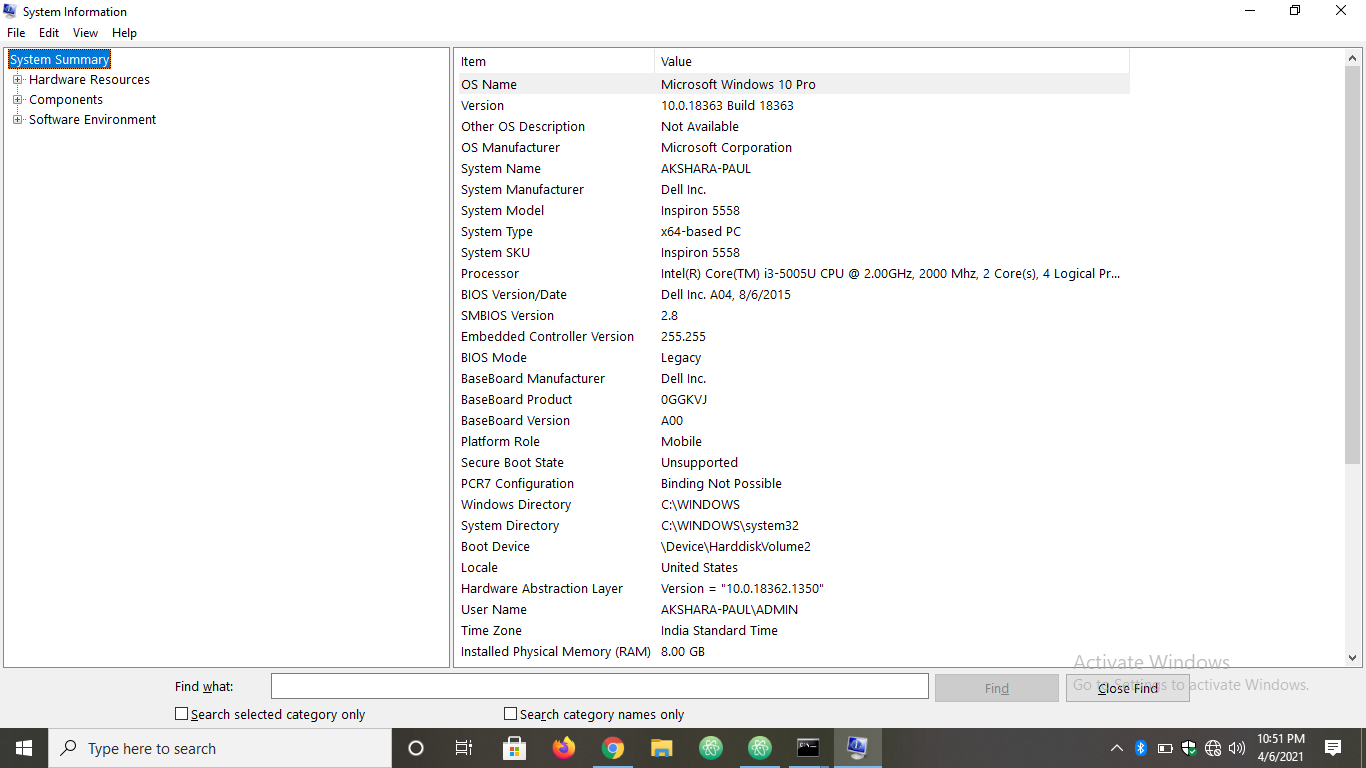 System Information
File Edit View Help
System Summary
Hardware Resources
Components
Software Environment
Item Value
OS Name Microsoft Windows 10 Pro
Version 10.0.18363 Build 18363
Other OS Description Not Available
OS Manufacturer Microsoft Corporation
System Name AKSHARA-PAUL
System Manufacturer Dell Inc.
System Model Inspiron 5558
System Type x64-based PC
System SKU Inspiron 5558
Processor Intel(R) Core(TM) i3-5005U CPU @ 2.00GHz, 2000 Mhz, 2 Core(s), 4 Logical Pr...
BIOS Version/Date Dell Inc. A04, 8/6/2015
SMBIOS Version 2.8
Embedded Controller Version 255.255
BIOS Mode Legacy
BaseBoard Manufacturer Dell Inc.
BaseBoard Product 0GGKVJ
BaseBoard Version A00
Platform Role Mobile
Secure Boot State Unsupported
PCR7 Configuration Binding Not Possible
Windows Directory C:\WINDOWS
System Directory C:\WINDOWS\system32
Boot Device \Device\HarddiskVolume2
Locale United States
Hardware Abstraction Layer Version = "10.0.18362.1350"
User Name AKSHARA-PAUL\ADMIN
Time Zone India Standard Time
Installed Physical Memory (RAM) 8.00 GB
Activate Windows
Go to Settings to activate Windows.
Find what: Find Close Find
Search selected category only Search category names only
Type here to search
10:51 PM
4/6/2021